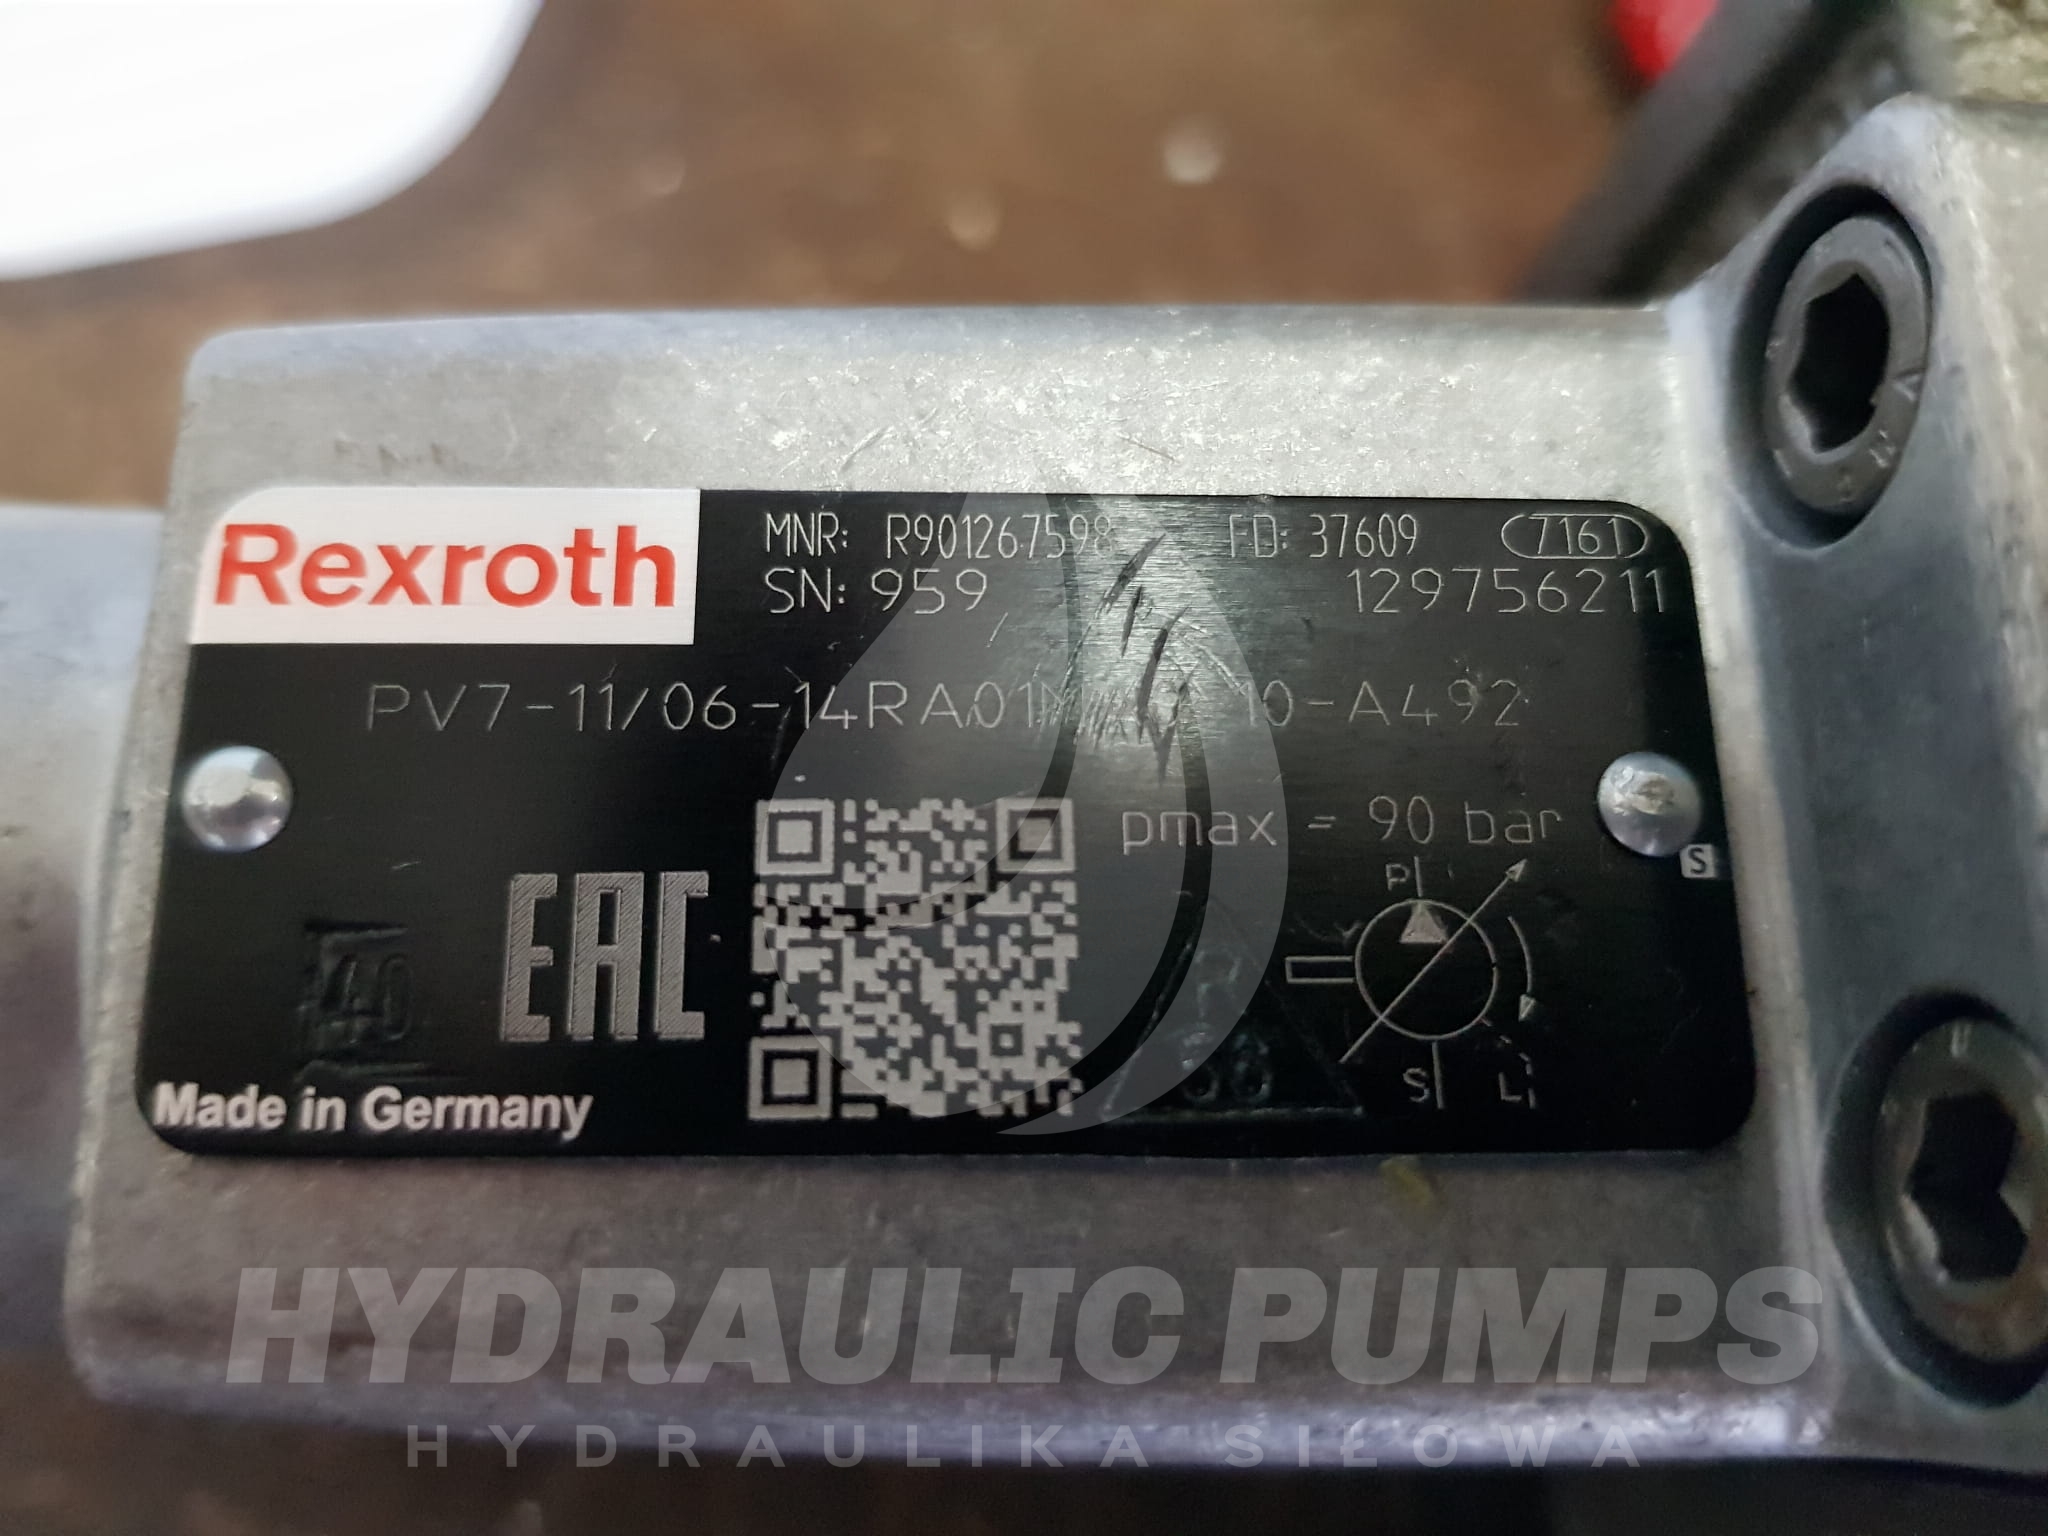 Rexroth
MNR: R901267598 FD: 37609 7161
SN: 959 129756211
PV7-11/06-14RA01M 10-A492
pmax = 90 bar
P
S
40
EAC
S L
Made in Germany
HYDRAULIC PUMPS
HYDRAULIKA SIŁOWA